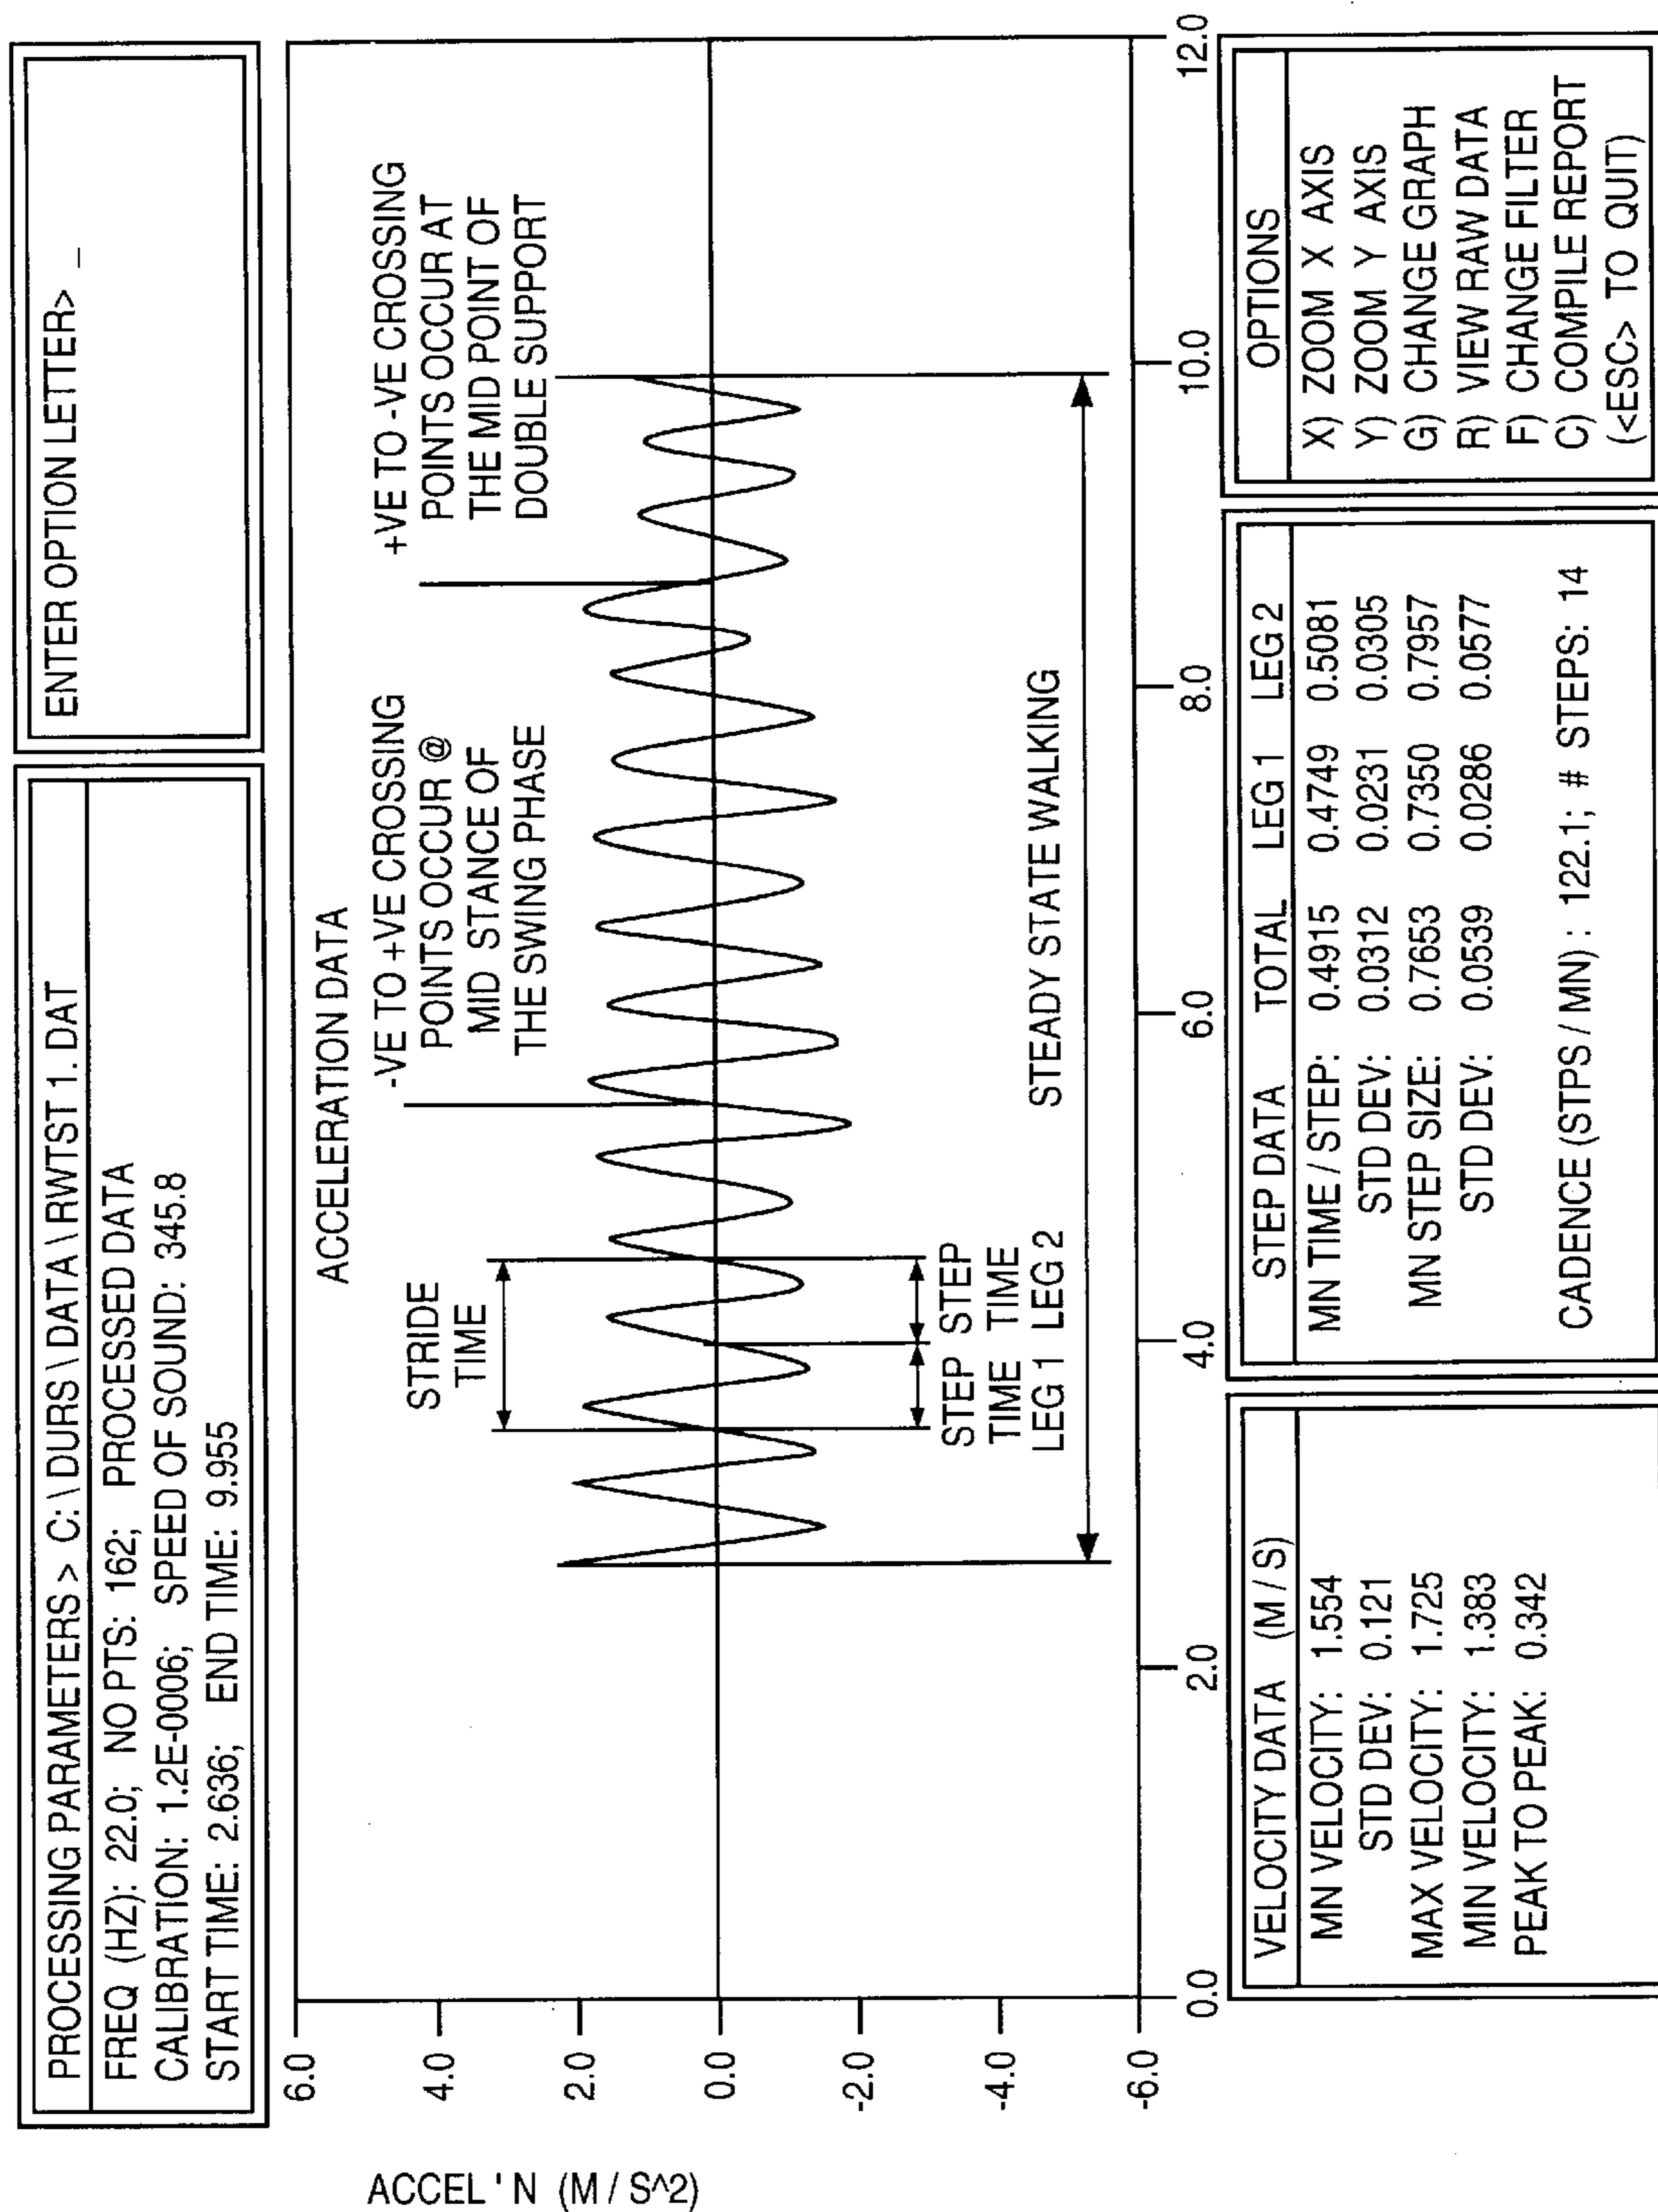 PROCESSING PARAMETERS > C: \ DURS \ DATA \ RWTST 1. DAT
FREQ (HZ): 22.0; NO PTS: 162; PROCESSED DATA
CALIBRATION: 1.2E-0006; SPEED OF SOUND: 345.8
START TIME: 2.636; END TIME: 9.955
ENTER OPTION LETTER> _
ACCELERATION DATA
ACCEL ' N (M / S^2)
6.0
4.0
2.0
0.0
-2.0
-4.0
-6.0
STRIDE
TIME
-VE TO +VE CROSSING
POINTS OCCUR @
MID STANCE OF
THE SWING PHASE
+VE TO -VE CROSSING
POINTS OCCUR AT
THE MID POINT OF
DOUBLE SUPPORT
STEP STEP
TIME TIME
LEG 1 LEG 2
STEADY STATE WALKING
0.0 2.0 4.0 6.0 8.0 10.0 12.0
VELOCITY DATA (M / S)
MN VELOCITY: 1.554
STD DEV: 0.121
MAX VELOCITY: 1.725
MIN VELOCITY: 1.383
PEAK TO PEAK: 0.342
STEP DATA TOTAL LEG 1 LEG 2
MN TIME / STEP: 0.4915 0.4749 0.5081
STD DEV: 0.0312 0.0231 0.0305
MN STEP SIZE: 0.7653 0.7350 0.7957
STD DEV: 0.0539 0.0286 0.0577
CADENCE (STPS / MN) : 122.1; # STEPS: 14
OPTIONS
X) ZOOM X AXIS
Y) ZOOM Y AXIS
G) CHANGE GRAPH
R) VIEW RAW DATA
F) CHANGE FILTER
C) COMPILE REPORT
(<ESC> TO QUIT)